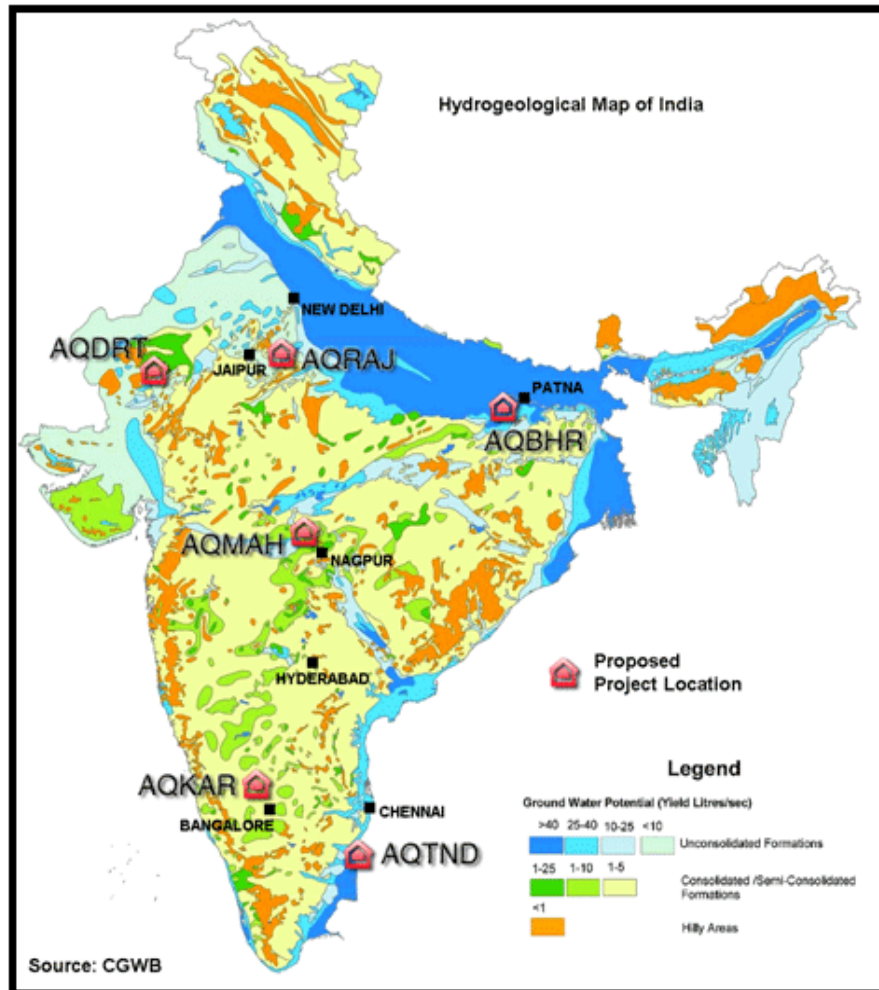 Hydrogeological Map of India
NEW DELHI
AQDRT
JAIPUR
AQRAJ
PATNA
AQBHR
AQMAH
NAGPUR
HYDERABAD
Proposed
Project Location
AQKAR
BANGALORE
CHENNAI
AQTND
Legend
Ground Water Potential (Yield Litres/sec)
>40 25-40 10-25 <10
Unconsolidated Formations
1-25 1-10 1-5
Consolidated /Semi-Consolidated
Formations
<1
Hilly Areas
Source: CGWB